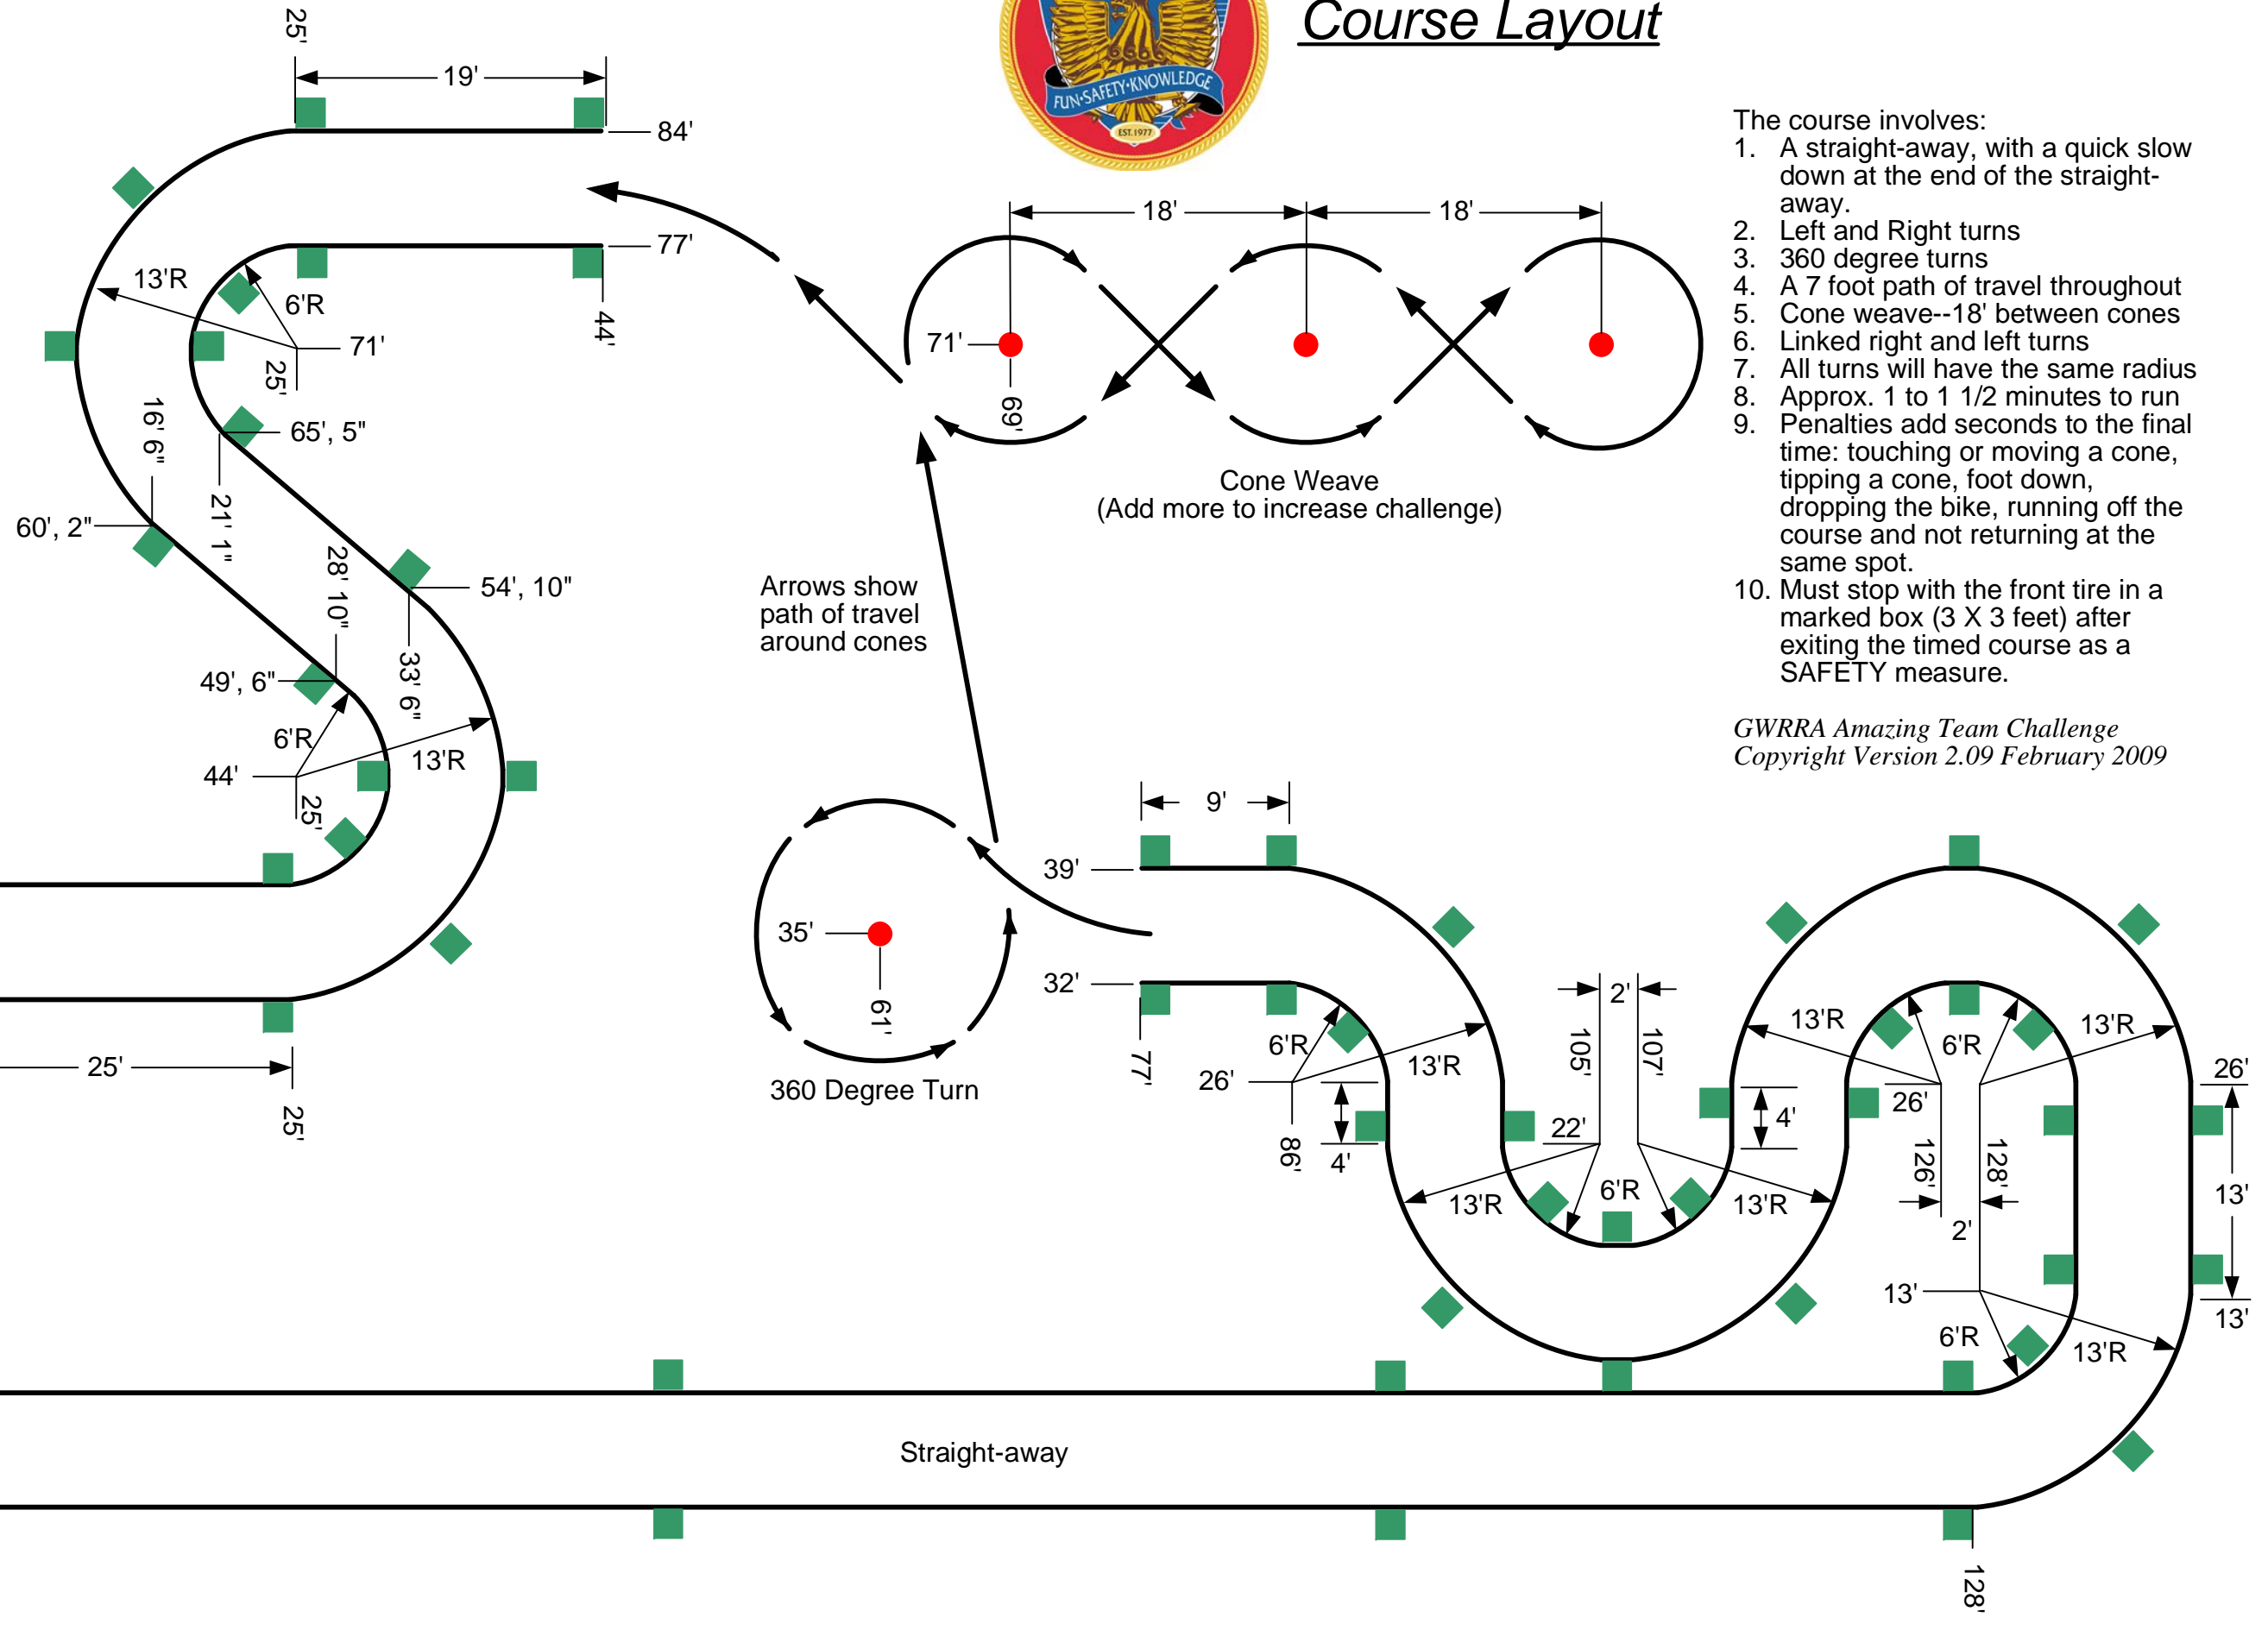 Course Layout
FUN·SAFETY·KNOWLEDGE
EST. 1977
25'
19'
84'
77'
44'
13'R
6'R
71'
25'
16' 6"
65', 5"
60', 2"
21' 1"
28' 10"
54', 10"
49', 6"
33' 6"
6'R
13'R
44'
25'
25'
25'
18'
18'
71'
69'
Cone Weave
(Add more to increase challenge)
Arrows show
path of travel
around cones
The course involves:
1. A straight-away, with a quick slow
down at the end of the straight-
away.
2. Left and Right turns
3. 360 degree turns
4. A 7 foot path of travel throughout
5. Cone weave--18' between cones
6. Linked right and left turns
7. All turns will have the same radius
8. Approx. 1 to 1 1/2 minutes to run
9. Penalties add seconds to the final
time: touching or moving a cone,
tipping a cone, foot down,
dropping the bike, running off the
course and not returning at the
same spot.
10. Must stop with the front tire in a
marked box (3 X 3 feet) after
exiting the timed course as a
SAFETY measure.
GWRRA Amazing Team Challenge
Copyright Version 2.09 February 2009
35'
61'
360 Degree Turn
9'
39'
32'
77'
6'R
13'R
26'
86'
4'
2'
105'
107'
22'
13'R
6'R
13'R
4'
13'R
6'R
13'R
26'
126'
128'
2'
26'
13'
13'
13'
6'R
13'R
Straight-away
128'